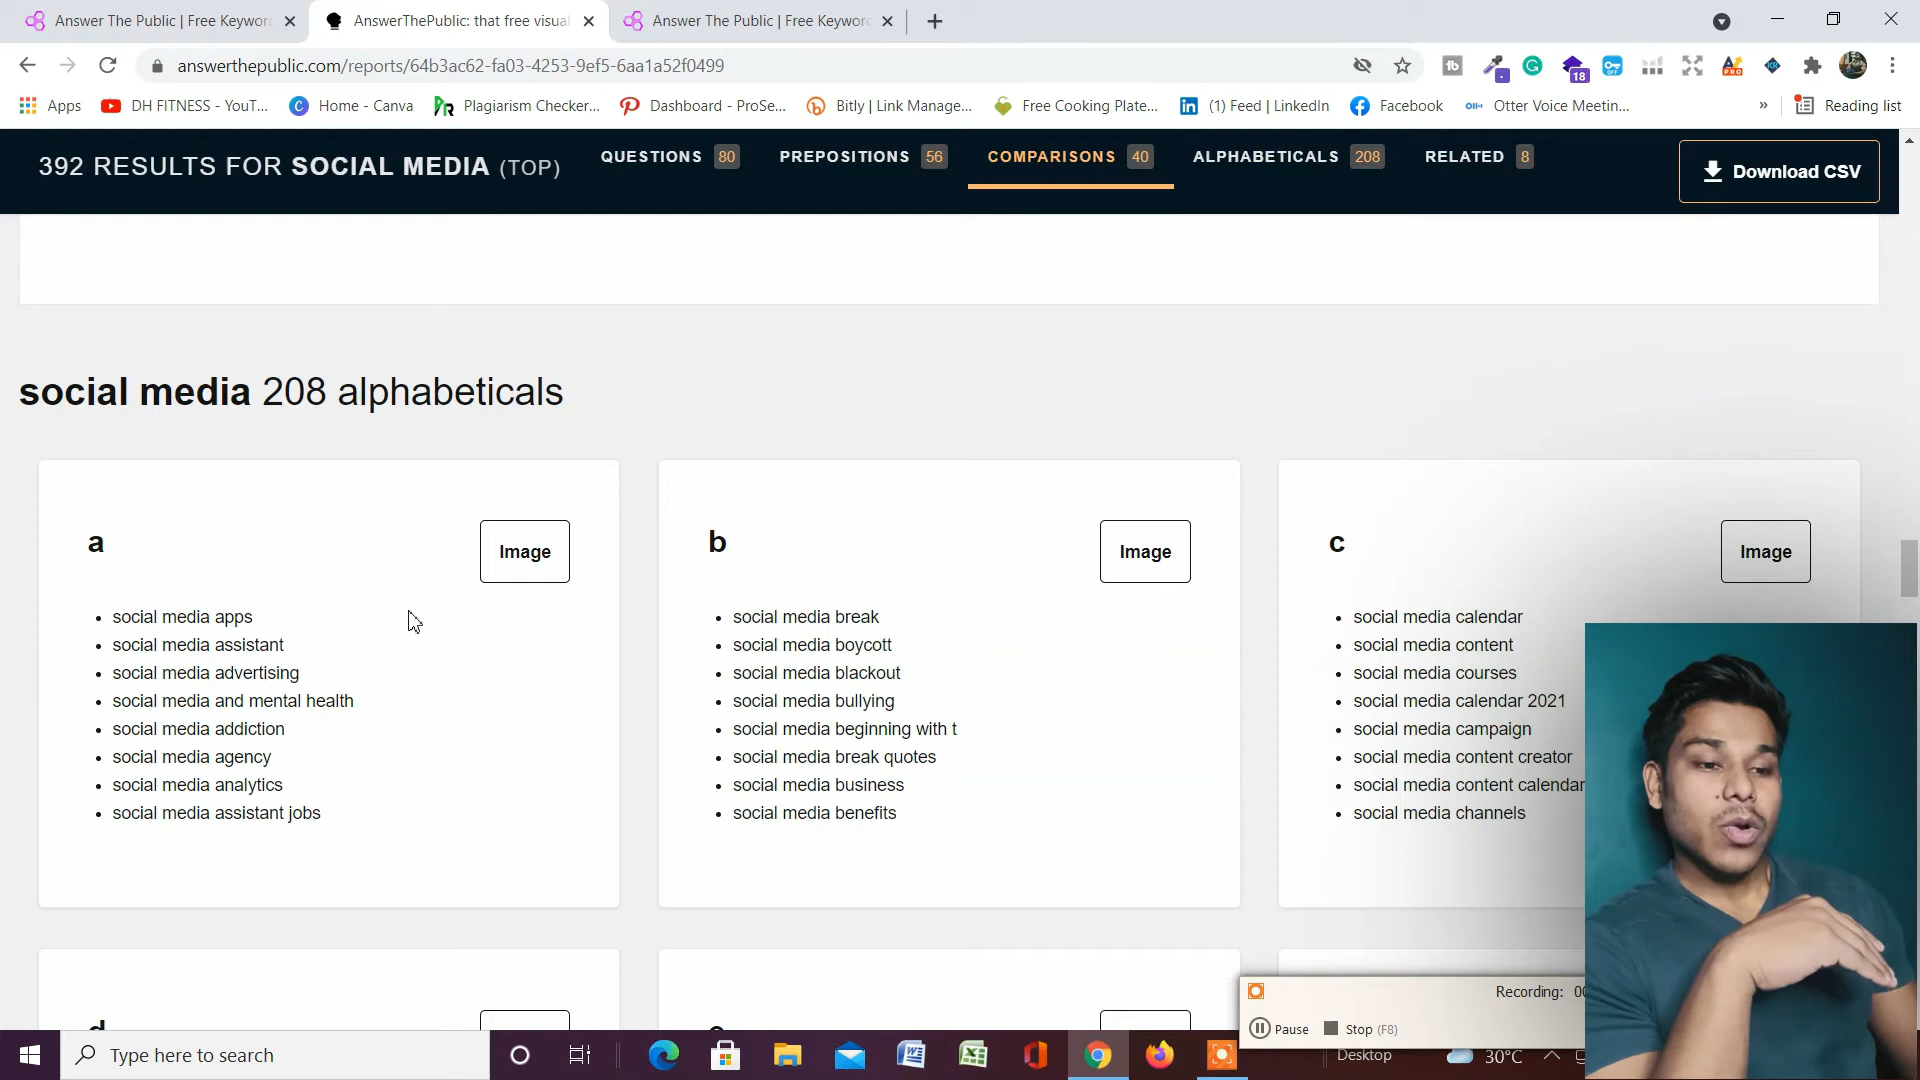 Answer The Public | Free Keywor
AnswerThePublic: that free visual
Answer The Public | Free Keywor
answerthepublic.com/reports/64b3ac62-fa03-4253-9ef5-6aa1a52f0499
18
OFF
PRO
Apps
DH FITNESS - YouT...
Home - Canva
Plagiarism Checker...
Dashboard - ProSe...
Bitly | Link Manage...
Free Cooking Plate...
(1) Feed | LinkedIn
Facebook
Otter Voice Meetin...
»
Reading list
392 RESULTS FOR SOCIAL MEDIA (TOP)
QUESTIONS 80
PREPOSITIONS 56
COMPARISONS 40
ALPHABETICALS 208
RELATED 8
Download CSV
social media 208 alphabeticals
a
Image
social media apps
social media assistant
social media advertising
social media and mental health
social media addiction
social media agency
social media analytics
social media assistant jobs
b
Image
social media break
social media boycott
social media blackout
social media bullying
social media beginning with t
social media break quotes
social media business
social media benefits
c
Image
social media calendar
social media content
social media courses
social media calendar 2021
social media campaign
social media content creator
social media content calendar
social media channels
d
Recording: 00
Pause
Stop (F8)
Type here to search
Desktop
30°C